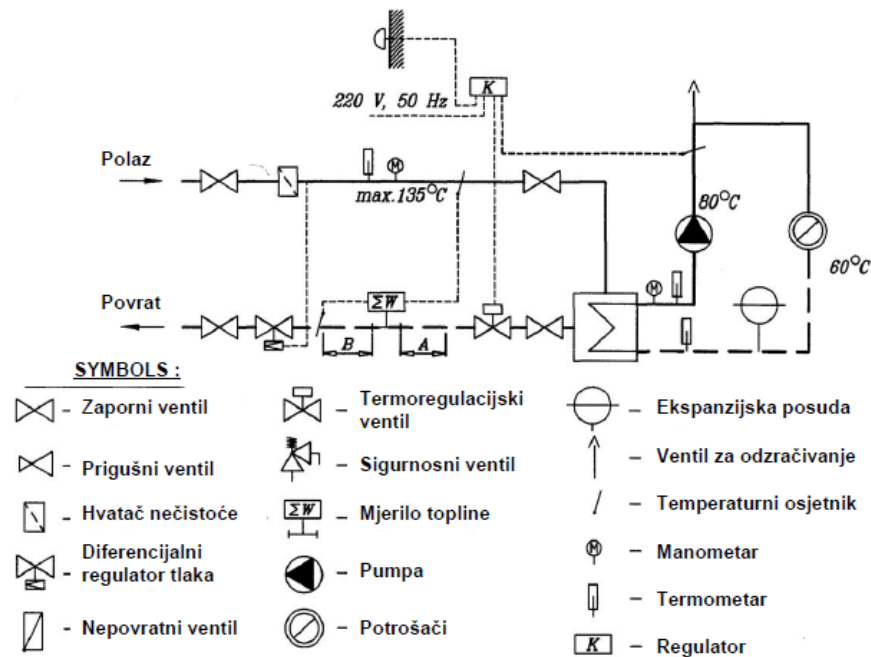 K
220 V, 50 Hz
Polaz
M
max.135°C
80°C
60°C
M
Povrat
ΣW
B
A
SYMBOLS :
- Zaporni ventil
- Prigušni ventil
- Hvatač nečistoće
- Diferencijalni
regulator tlaka
- Nepovratni ventil
- Termoregulacijski
ventil
- Sigurnosni ventil
ΣW - Mjerilo topline
- Pumpa
- Potrošači
- Ekspanzijska posuda
- Ventil za odzračivanje
- Temperaturni osjetnik
M - Manometar
- Termometar
K - Regulator